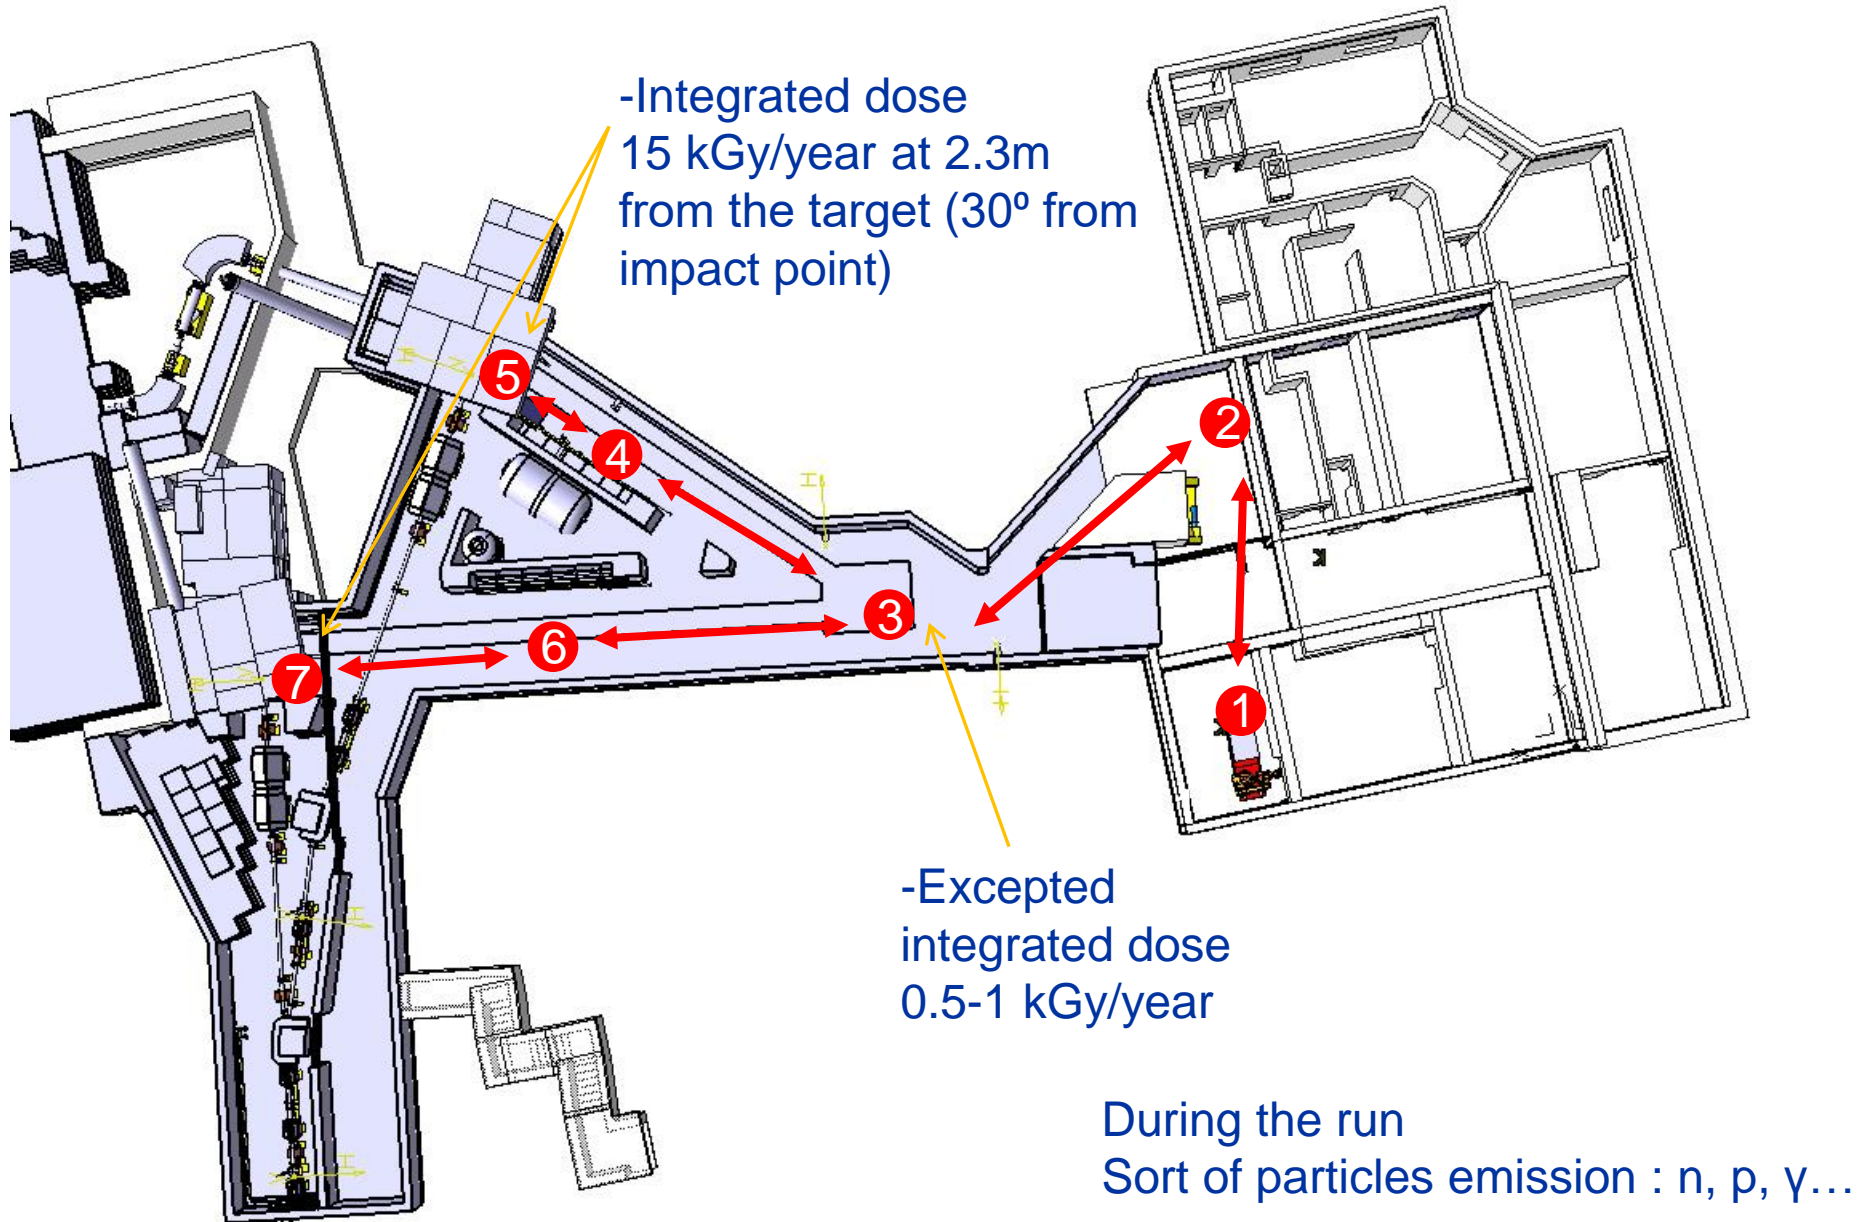 -Integrated dose
15 kGy/year at 2.3m
from the target (30º from
impact point)
5
4
2
3
6
7
1
-Excepted
integrated dose
0.5-1 kGy/year
During the run
Sort of particles emission : n, p, γ…